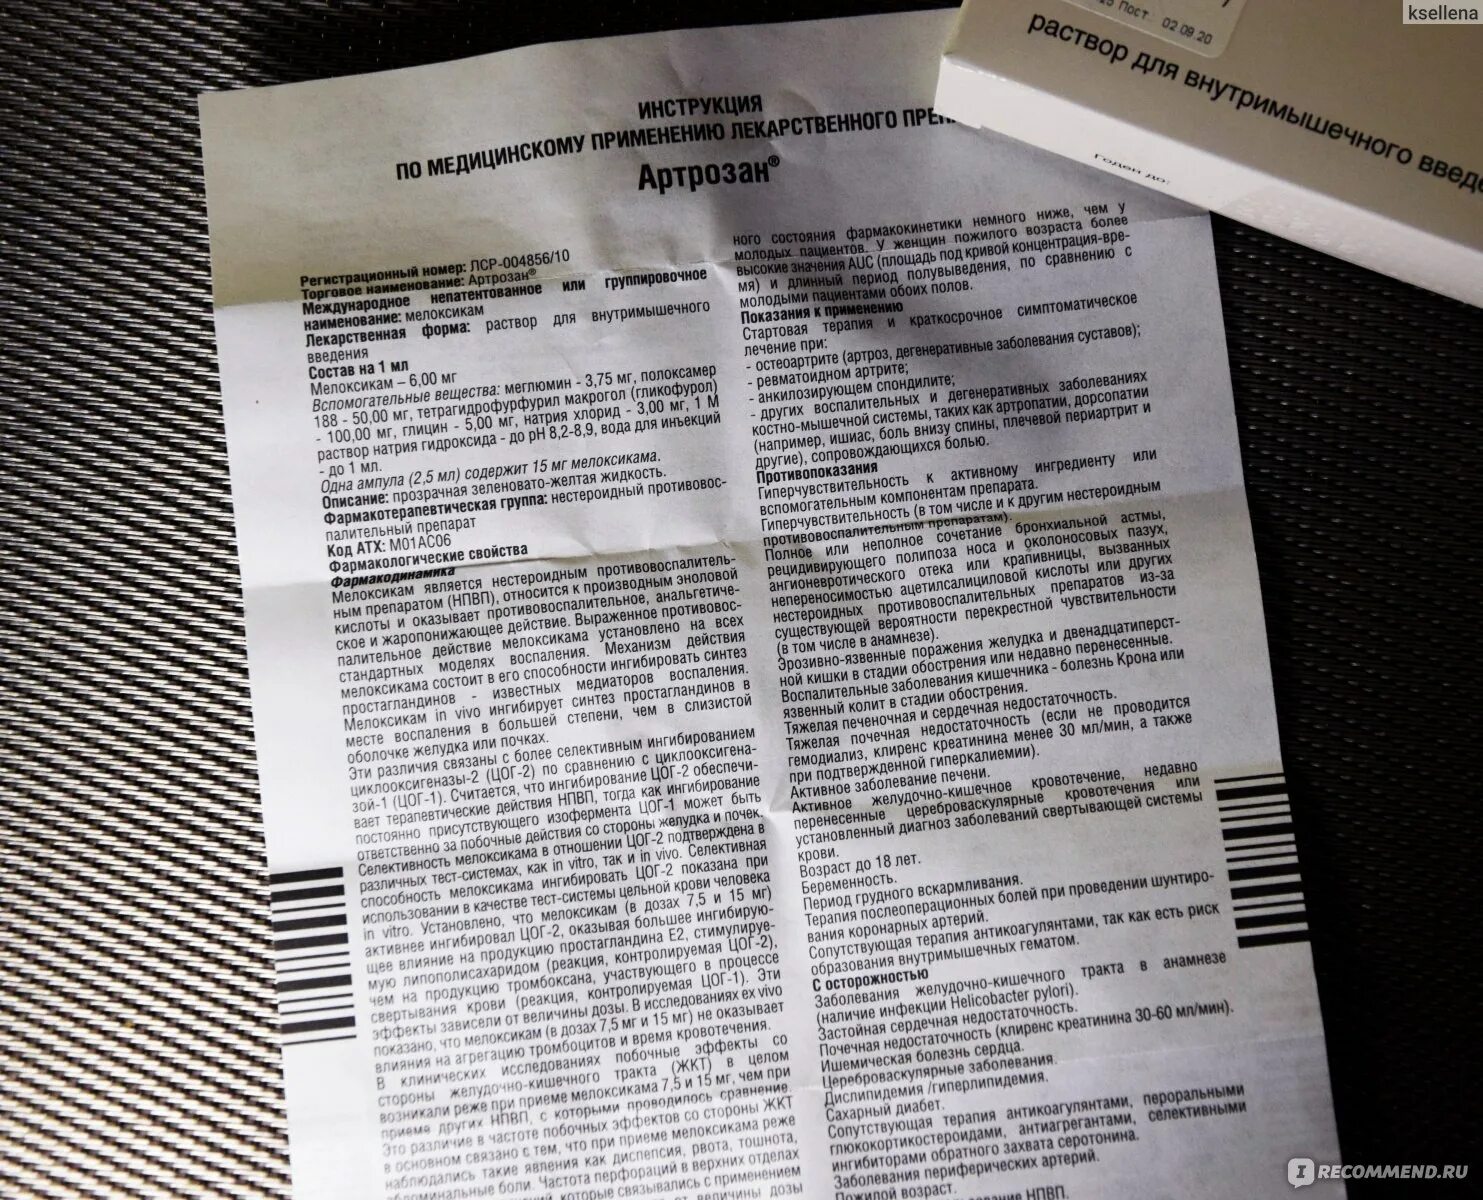 ksellena
Пост. 02.09.20
раствор для внутримышечного введе
Годен до:
ИНСТРУКЦИЯ
ПО МЕДИЦИНСКОМУ ПРИМЕНЕНИЮ ЛЕКАРСТВЕННОГО
Артрозан®
Регистрационный номер: ЛСР-004856/10
Торговое наименование: Артрозан®
Международное непатентованное или группировочное
наименование: мелоксикам
Лекарственная форма: раствор для внутримышечного
введения
Состав на 1 мл
Мелоксикам – 6,00 мг
Вспомогательные вещества: меглюмин - 3,75 мг, полоксамер
188 - 50,00 мг, тетрагидрофурфурил макрогол (гликофурол)
- 100,00 мг, глицин - 5,00 мг, натрия хлорид - 3,00 мг, 1 М
раствор натрия гидроксида - до pH 8,2-8,9, вода для инъекций
- до 1 мл.
Одна ампула (2,5 мл) содержит 15 мг мелоксикама.
Описание: прозрачная зеленовато-желтая жидкость.
Фармакотерапевтическая группа: нестероидный противовос-
палительный препарат
Код АТХ: М01АС06
Фармакологические свойства
Фармакодинамика
Мелоксикам является нестероидным противовоспалитель-
ным препаратом (НПВП), относится к производным эноловой
кислоты и оказывает противовоспалительное, анальгетиче-
ское и жаропонижающее действие. Выраженное противовос-
палительное действие мелоксикама установлено на всех
стандартных моделях воспаления. Механизм действия
мелоксикама состоит в его способности ингибировать синтез
простагландинов - известных медиаторов воспаления.
Мелоксикам in vivo ингибирует синтез простагландинов в
месте воспаления в большей степени, чем в слизистой
оболочке желудка или почках.
Эти различия связаны с более селективным ингибированием
циклооксигеназы-2 (ЦОГ-2) по сравнению с циклооксигена-
зой-1 (ЦОГ-1). Считается, что ингибирование ЦОГ-2 обеспечи-
вает терапевтические действия НПВП, тогда как ингибирование
постоянно присутствующего изофермента ЦОГ-1 может быть
ответственно за побочные действия со стороны желудка и почек.
Селективность мелоксикама в отношении ЦОГ-2 подтверждена в
различных тест-системах, как in vitro, так и in vivo. Селективная
способность мелоксикама ингибировать ЦОГ-2 показана при
использовании в качестве тест-системы цельной крови человека
in vitro. Установлено, что мелоксикам (в дозах 7,5 и 15 мг)
активнее ингибировал ЦОГ-2, оказывая большее ингибирую-
щее влияние на продукцию простагландина Е2, стимулируе-
мую липополисахаридом (реакция, контролируемая ЦОГ-2),
чем на продукцию тромбоксана, участвующего в процессе
свертывания крови (реакция, контролируемая ЦОГ-1). Эти
эффекты зависели от величины дозы. В исследованиях ex vivo
показано, что мелоксикам (в дозах 7,5 мг и 15 мг) не оказывает
влияния на агрегацию тромбоцитов и время кровотечения.
В клинических исследованиях побочные эффекты со
стороны желудочно-кишечного тракта (ЖКТ) в целом
возникали реже при приеме мелоксикама 7,5 и 15 мг, чем при
приеме других НПВП, с которыми проводилось сравнение.
Это различие в частоте побочных эффектов со стороны ЖКТ
в основном связано с тем, что при приеме мелоксикама реже
наблюдались такие явления как диспепсия, рвота, тошнота,
абдоминальные боли. Частота перфораций в верхних отделах
которые связывались с применением
от величины дозы
ного состояния фармакокинетики немного ниже, чем у
молодых пациентов. У женщин пожилого возраста более
высокие значения AUC (площадь под кривой концентрация-вре-
мя) и длинный период полувыведения, по сравнению с
молодыми пациентами обоих полов.
Показания к применению
Стартовая терапия и краткосрочное симптоматическое
лечение при:
- остеоартрите (артроз, дегенеративные заболевания суставов);
- ревматоидном артрите;
- анкилозирующем спондилите;
- других воспалительных и дегенеративных заболеваниях
костно-мышечной системы, таких как артропатии, дорсопатии
(например, ишиас, боль внизу спины, плечевой периартрит и
другие), сопровождающихся болью.
Противопоказания
Гиперчувствительность к активному ингредиенту или
вспомогательным компонентам препарата.
Гиперчувствительность (в том числе и к другим нестероидным
противовоспалительным препаратам).
Полное или неполное сочетание бронхиальной астмы,
рецидивирующего полипоза носа и околоносовых пазух,
ангионевротического отека или крапивницы, вызванных
непереносимостью ацетилсалициловой кислоты или других
нестероидных противовоспалительных препаратов из-за
существующей вероятности перекрестной чувствительности
(в том числе в анамнезе).
Эрозивно-язвенные поражения желудка и двенадцатиперст-
ной кишки в стадии обострения или недавно перенесенные.
Воспалительные заболевания кишечника - болезнь Крона или
язвенный колит в стадии обострения.
Тяжелая печеночная и сердечная недостаточность.
Тяжелая почечная недостаточность (если не проводится
гемодиализ, клиренс креатинина менее 30 мл/мин, а также
при подтвержденной гиперкалиемии).
Активное заболевание печени.
Активное желудочно-кишечное кровотечение, недавно
перенесенные цереброваскулярные кровотечения или
установленный диагноз заболеваний свертывающей системы
крови.
Возраст до 18 лет.
Беременность.
Период грудного вскармливания.
Терапия послеоперационных болей при проведении шунтиро-
вания коронарных артерий.
Сопутствующая терапия антикоагулянтами, так как есть риск
образования внутримышечных гематом.
С осторожностью
Заболевания желудочно-кишечного тракта в анамнезе
(наличие инфекции Helicobacter pylori).
Застойная сердечная недостаточность.
Почечная недостаточность (клиренс креатинина 30-60 мл/мин).
Ишемическая болезнь сердца.
Цереброваскулярные заболевания.
Дислипидемия /гиперлипидемия.
Сахарный диабет.
Сопутствующая терапия антикоагулянтами, пероральными
глюкокортикостероидами, антиагрегантами, селективными
ингибиторами обратного захвата серотонина.
Заболевания периферических артерий.
Пожилой возраст.
НПВП.
IRECOMMEND.RU